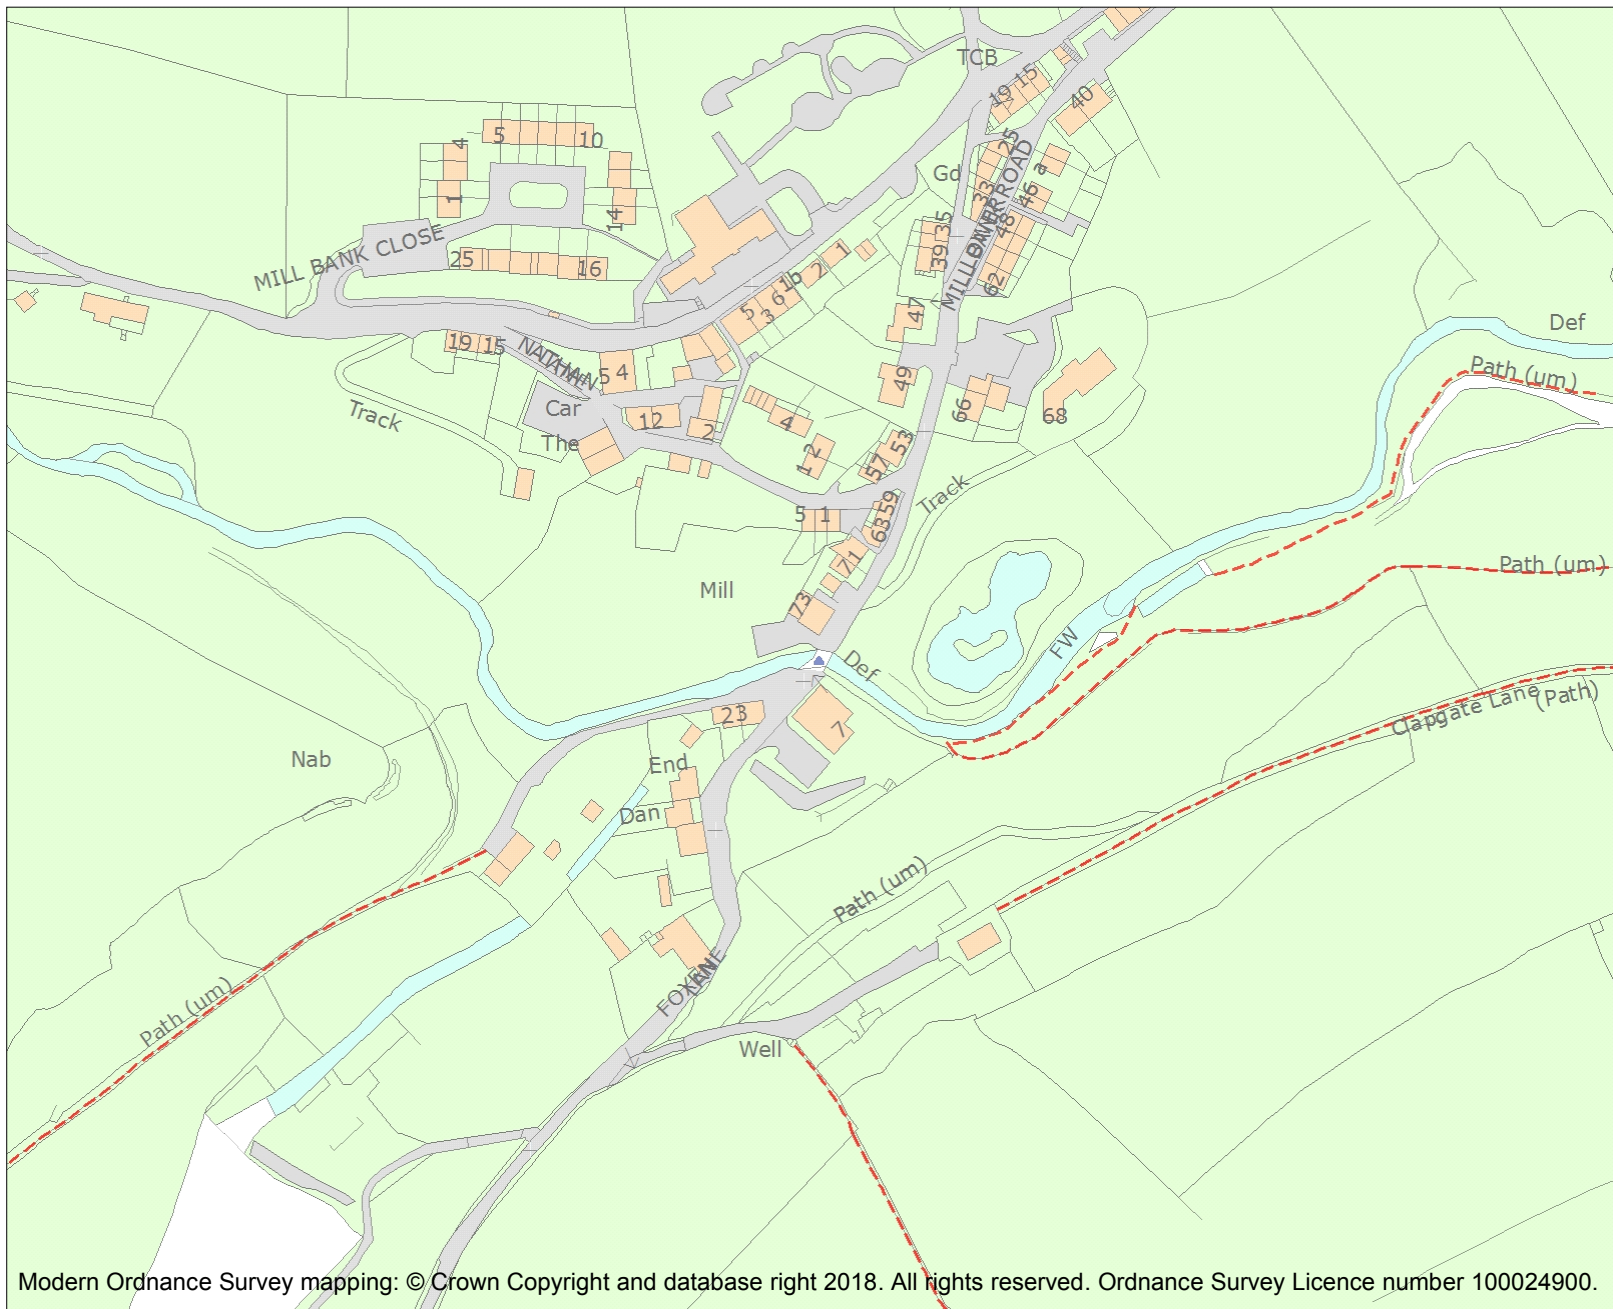 TCB
19 15
40
5 10
4
25
Gd
a
1
33
46
14
35
48
MILL BANK CLOSE
39
ROAD
25
16
1
2
1b
6
5
3
62
MILL
47
Def
Path (um)
19 15
NATHAN
5 4
49
Car
Track
12
66
68
4
2
The
53
1 2
57
Track
59
5 1
63
71
Path (um)
Mill
73
FW
Def
Clapgate Lane
(Path)
23
7
Nab
End
Dan
Path (um)
FOXEN
LANE
Path (um)
Well
Modern Ordnance Survey mapping: © Crown Copyright and database right 2018. All rights reserved. Ordnance Survey Licence number 100024900.